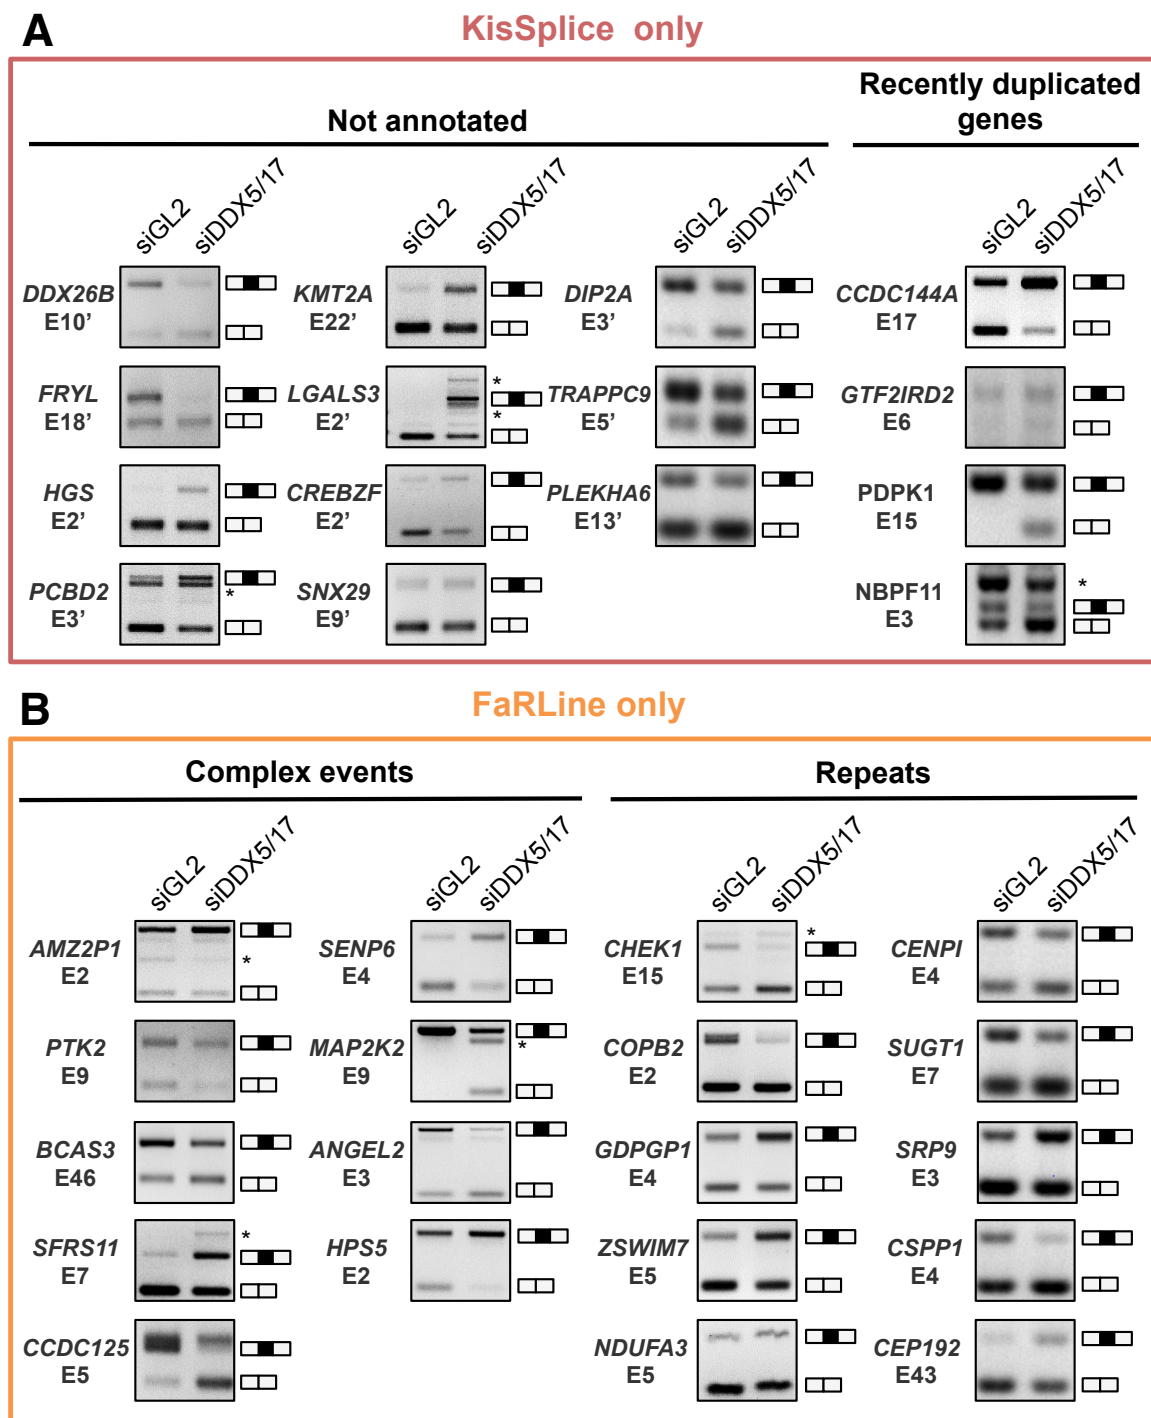 A
KisSplice only
Not annotated
Recently duplicated
genes
siGL2
siDDX5/17
siGL2
siDDX5/17
siGL2
siDDX5/17
siGL2
siDDX5/17
DDX26B
E10'
KMT2A
E22'
DIP2A
E3'
CCDC144A
E17
FRYL
E18'
LGALS3
E2'
*
*
TRAPPC9
E5'
GTF2IRD2
E6
HGS
E2'
CREBZF
E2'
PLEKHA6
E13'
PDPK1
E15
PCBD2
E3'
*
SNX29
E9'
NBPF11
E3
*
B
FaRLine only
Complex events
Repeats
siGL2
siDDX5/17
siGL2
siDDX5/17
siGL2
siDDX5/17
siGL2
siDDX5/17
AMZ2P1
E2
*
SENP6
E4
CHEK1
E15
*
CENPI
E4
PTK2
E9
MAP2K2
E9
*
COPB2
E2
SUGT1
E7
BCAS3
E46
ANGEL2
E3
GDPGP1
E4
SRP9
E3
SFRS11
E7
*
HPS5
E2
ZSWIM7
E5
CSPP1
E4
CCDC125
E5
NDUFA3
E5
CEP192
E43